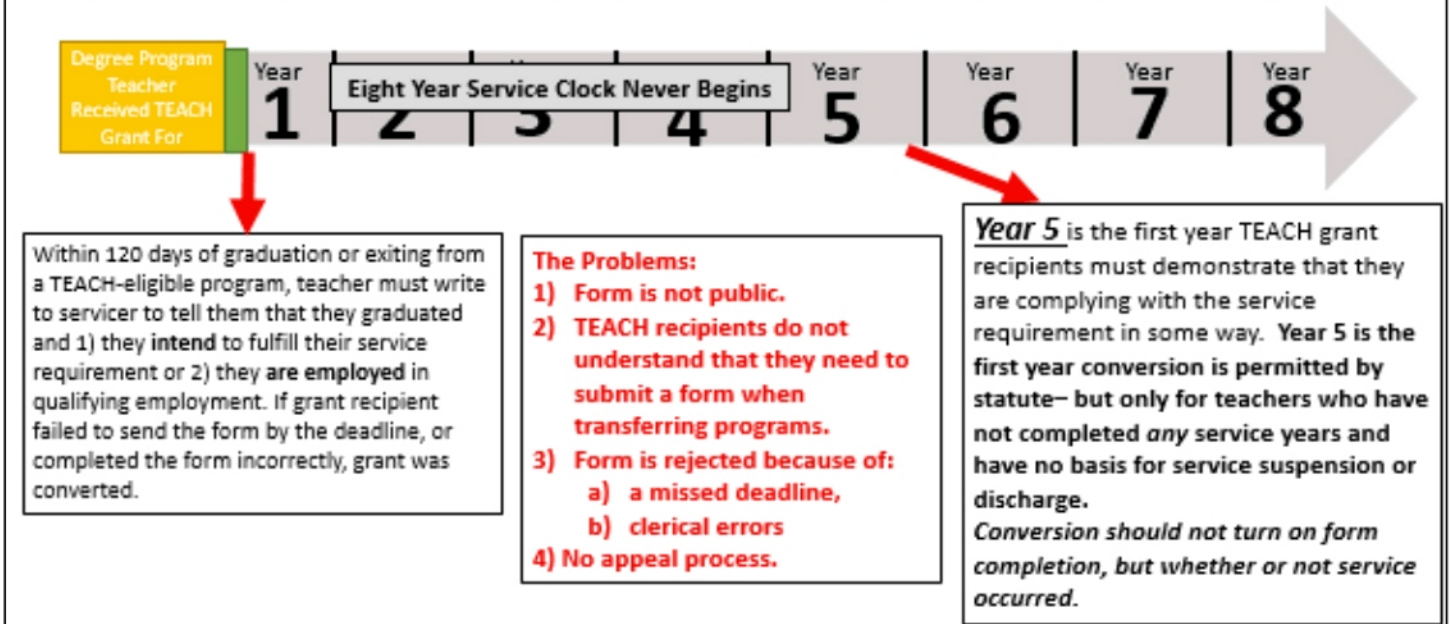 Degree Program
Teacher
Received TEACH
Grant For
Year
1
2
3
4
Eight Year Service Clock Never Begins
Year
5
Year
6
Year
7
Year
8
Within 120 days of graduation or exiting from
a TEACH-eligible program, teacher must write
to servicer to tell them that they graduated
and 1) they intend to fulfill their service
requirement or 2) they are employed in
qualifying employment. If grant recipient
failed to send the form by the deadline, or
completed the form incorrectly, grant was
converted.
The Problems:
1) Form is not public.
2) TEACH recipients do not
understand that they need to
submit a form when
transferring programs.
3) Form is rejected because of:
a) a missed deadline,
b) clerical errors
4) No appeal process.
Year 5 is the first year TEACH grant
recipients must demonstrate that they
are complying with the service
requirement in some way. Year 5 is the
first year conversion is permitted by
statute– but only for teachers who have
not completed any service years and
have no basis for service suspension or
discharge.
Conversion should not turn on form
completion, but whether or not service
occurred.